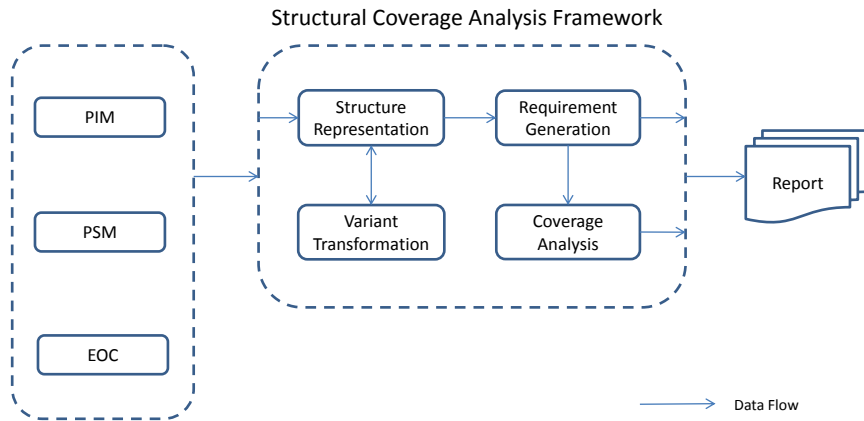 Structural Coverage Analysis Framework
PIM
PSM
EOC
Structure
Representation
Requirement
Generation
Variant
Transformation
Coverage
Analysis
Report
Data Flow